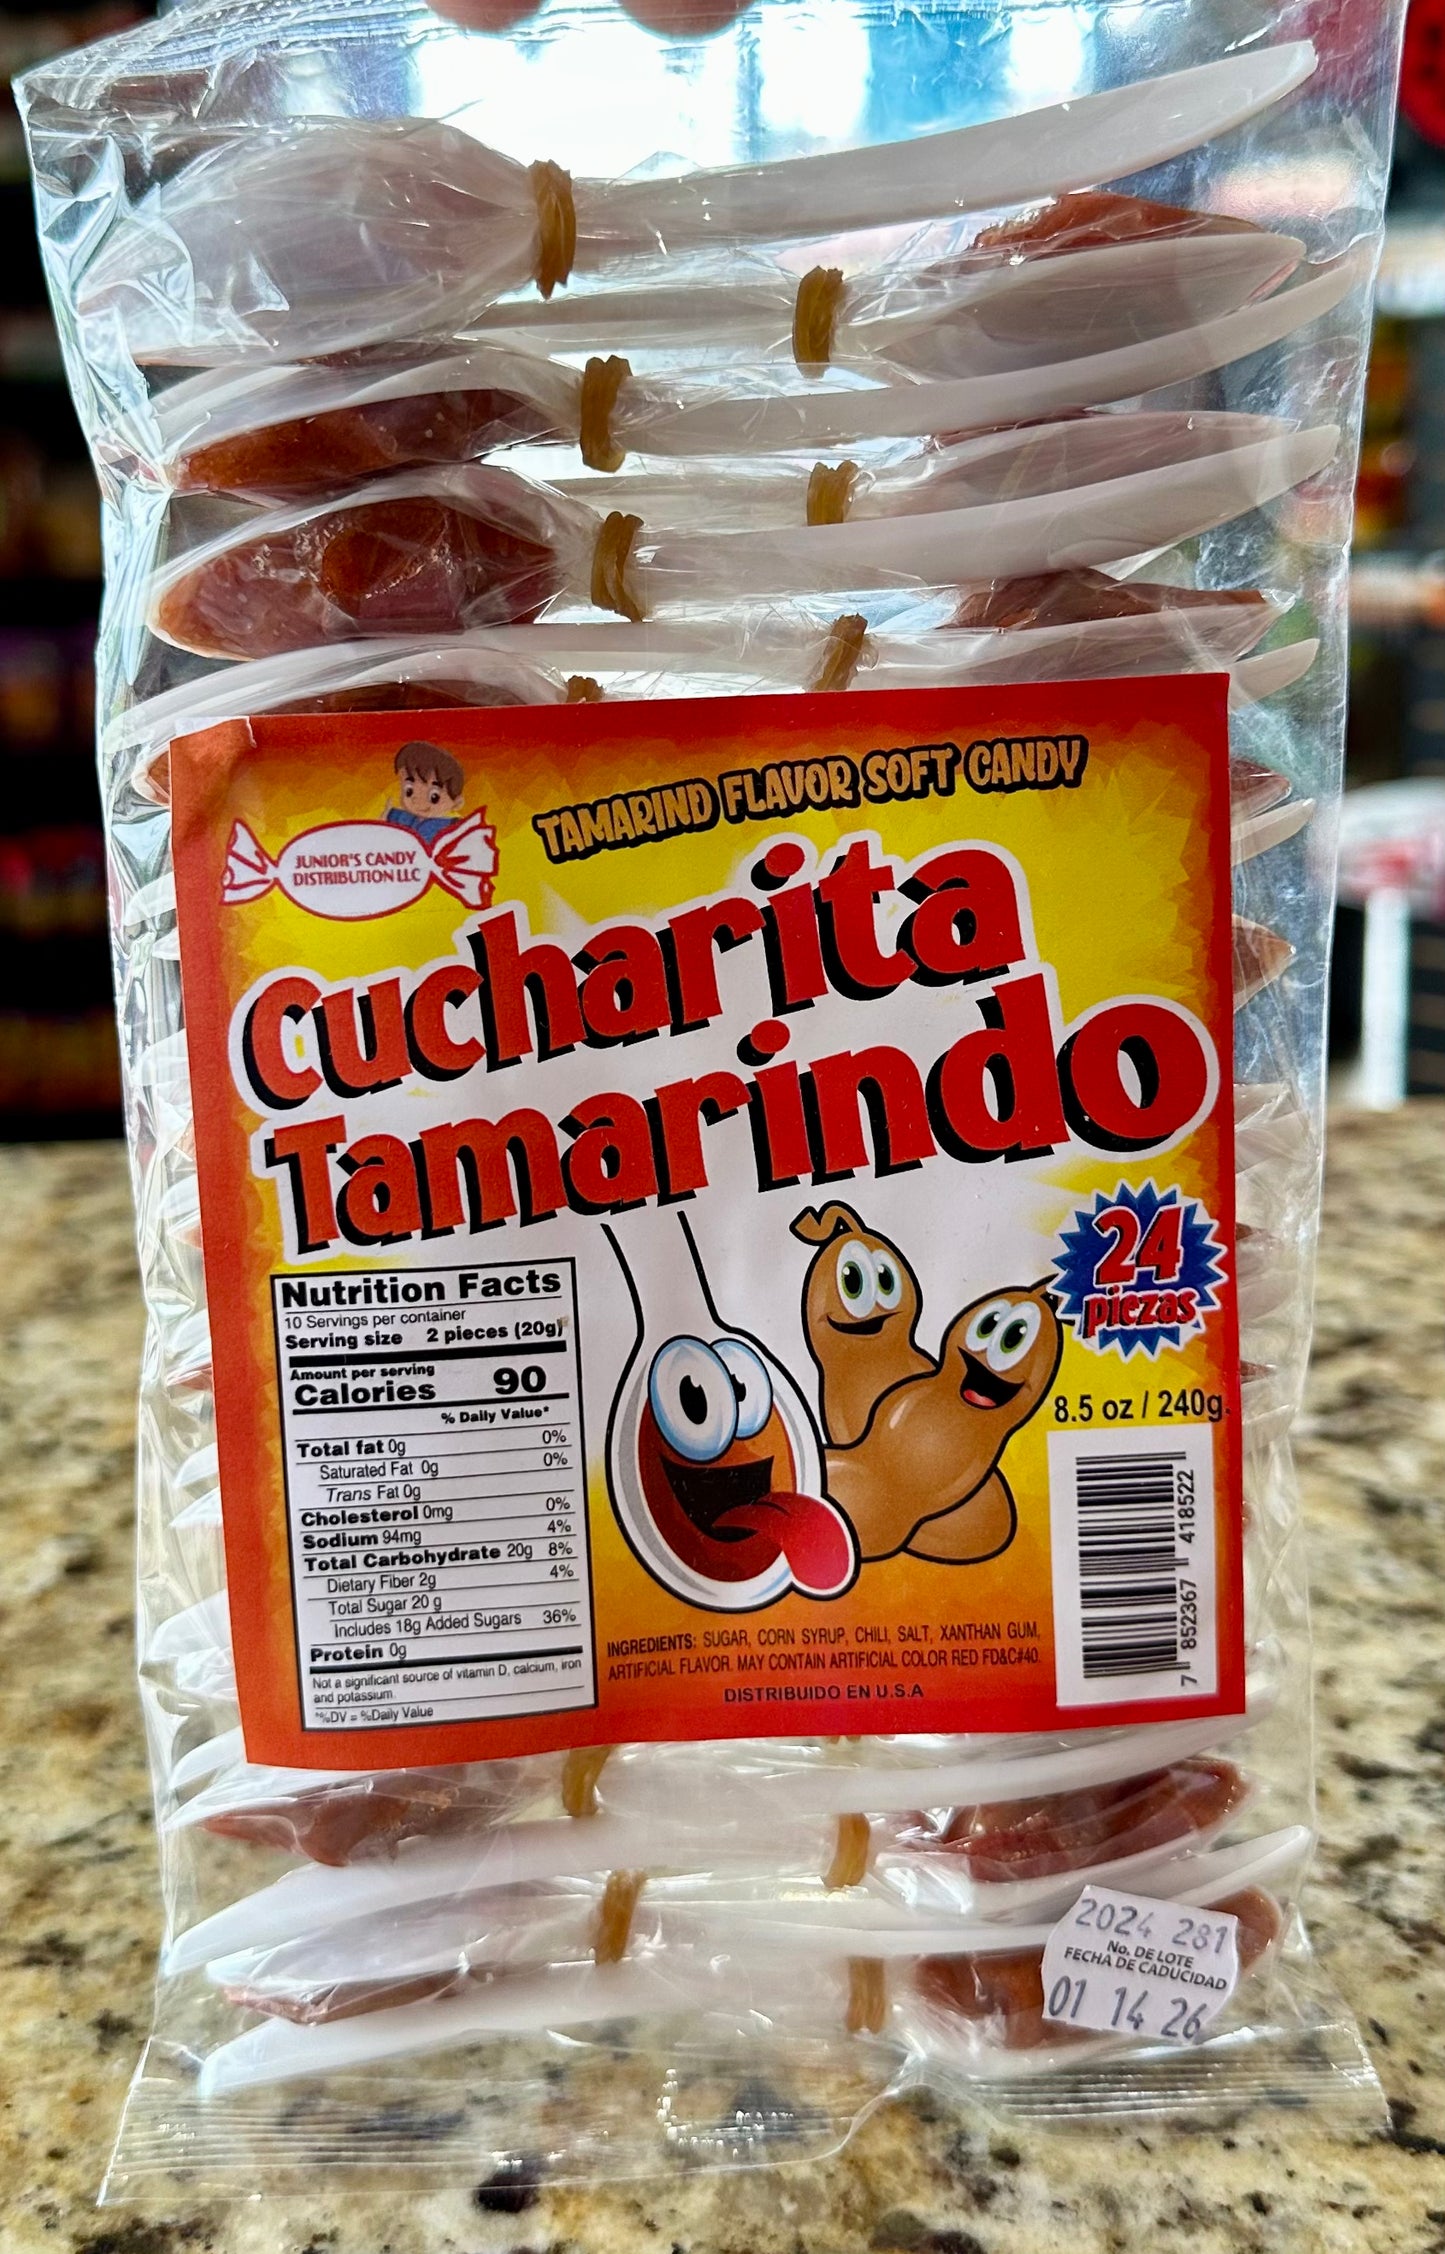 TAMARIND FLAVOR SOFT CANDY
JUNIOR'S CANDY
DISTRIBUTION LLC
Cucharita
Tamarindo
24
piezas
8.5 oz / 240g.
Nutrition Facts
10 Servings per container
Serving size 2 pieces (20g)
Amount per serving
Calories 90
% Daily Value*
Total fat 0g 0%
Saturated Fat 0g 0%
Trans Fat 0g
Cholesterol 0mg 0%
Sodium 94mg 4%
Total Carbohydrate 20g 8%
Dietary Fiber 2g 4%
Total Sugar 20 g
Includes 18g Added Sugars 36%
Protein 0g
Not a significant source of vitamin D, calcium, iron
and potassium.
*%DV = %Daily Value
INGREDIENTS: SUGAR, CORN SYRUP, CHILI, SALT, XANTHAN GUM,
ARTIFICIAL FLAVOR. MAY CONTAIN ARTIFICIAL COLOR RED FD&C#40.
DISTRIBUIDO EN U.S.A
7 852367 418522
2024 281
No. DE LOTE
FECHA DE CADUCIDAD
01 14 26